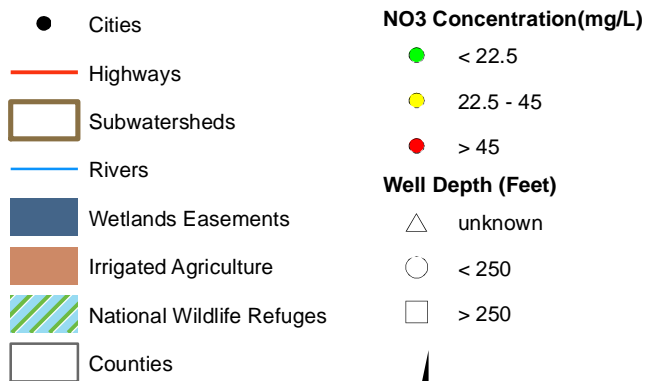 Cities
Highways
Subwatersheds
Rivers
Wetlands Easements
Irrigated Agriculture
National Wildlife Refuges
Counties
NO3 Concentration(mg/L)
< 22.5
22.5 - 45
> 45
Well Depth (Feet)
unknown
< 250
> 250